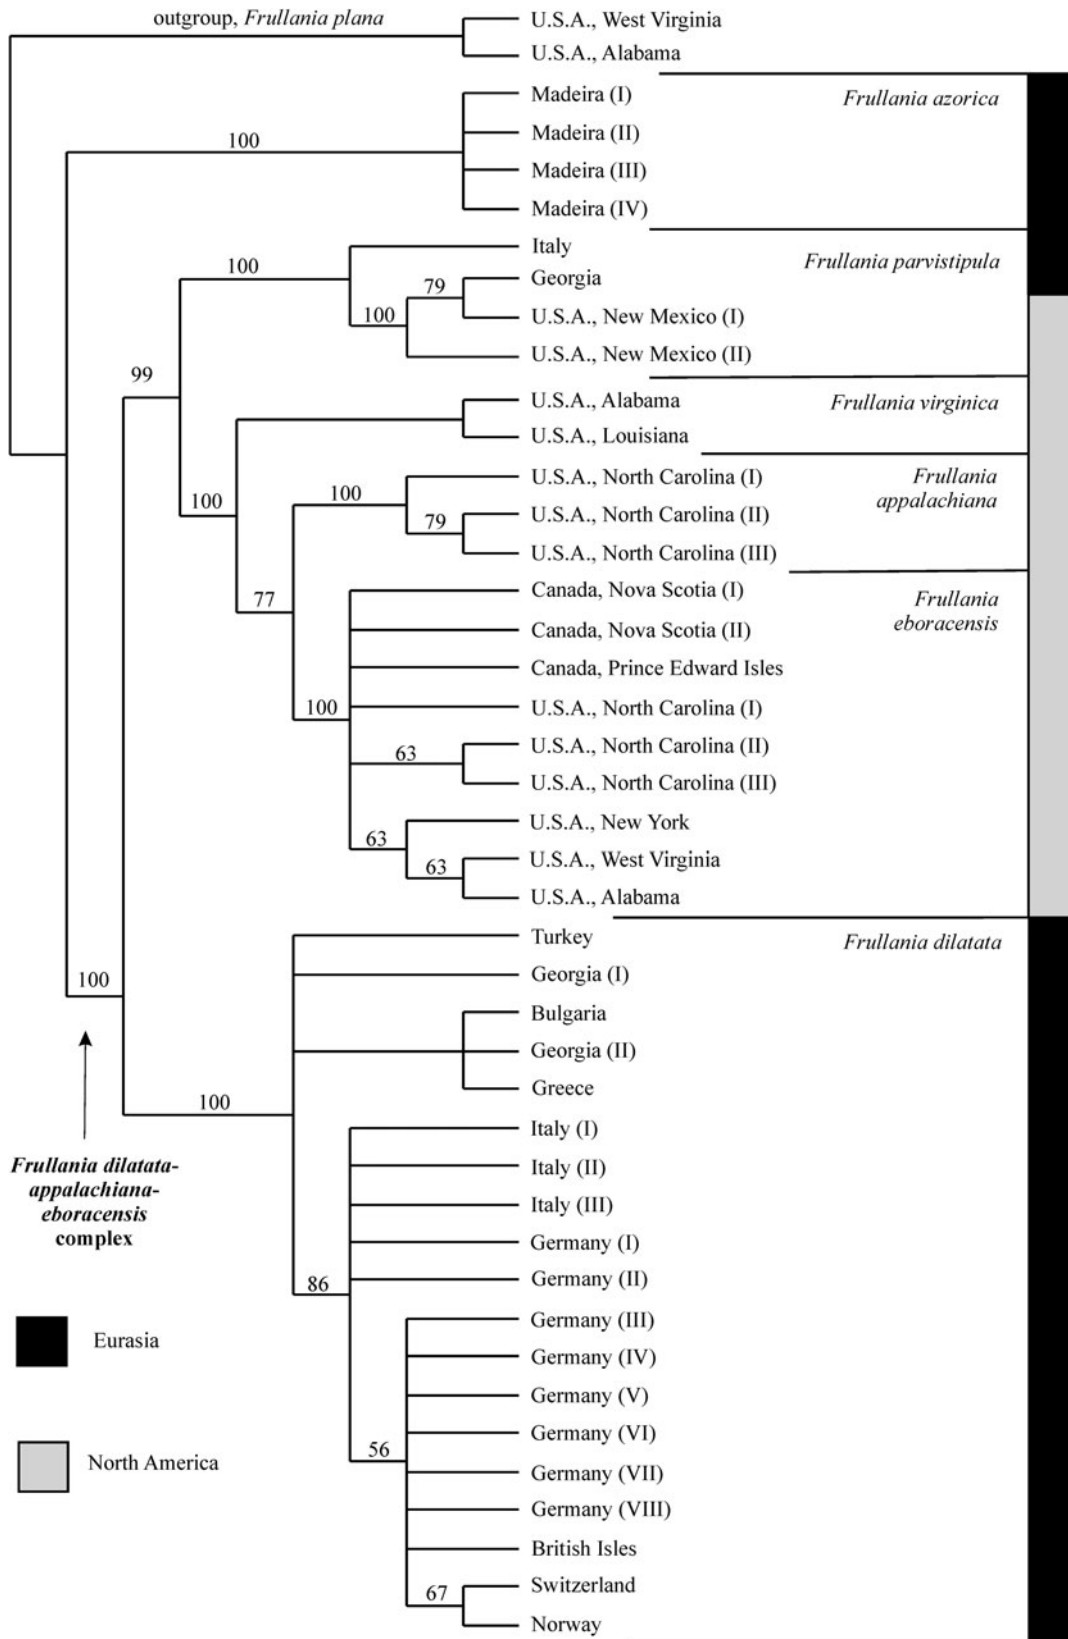 outgroup, Frullania plana
U.S.A., West Virginia
U.S.A., Alabama
Frullania azorica
Madeira (I)
Madeira (II)
100
Madeira (III)
Madeira (IV)
Frullania parvistipula
Italy
100
Georgia
79
U.S.A., New Mexico (I)
100
U.S.A., New Mexico (II)
99
Frullania virginica
U.S.A., Alabama
U.S.A., Louisiana
100
Frullania
appalachiana
U.S.A., North Carolina (I)
100
U.S.A., North Carolina (II)
79
U.S.A., North Carolina (III)
77
Frullania
eboracensis
Canada, Nova Scotia (I)
Canada, Nova Scotia (II)
Canada, Prince Edward Isles
U.S.A., North Carolina (I)
100
U.S.A., North Carolina (II)
63
U.S.A., North Carolina (III)
U.S.A., New York
63
U.S.A., West Virginia
63
U.S.A., Alabama
Frullania dilatata
Turkey
Georgia (I)
100
Bulgaria
Georgia (II)
Greece
100
Italy (I)
Italy (II)
Italy (III)
Germany (I)
Germany (II)
86
Germany (III)
Germany (IV)
Germany (V)
Germany (VI)
56
Germany (VII)
Germany (VIII)
British Isles
Switzerland
67
Norway
Frullania dilatata-
appalachiana-
eboracensis
complex
Eurasia
North America